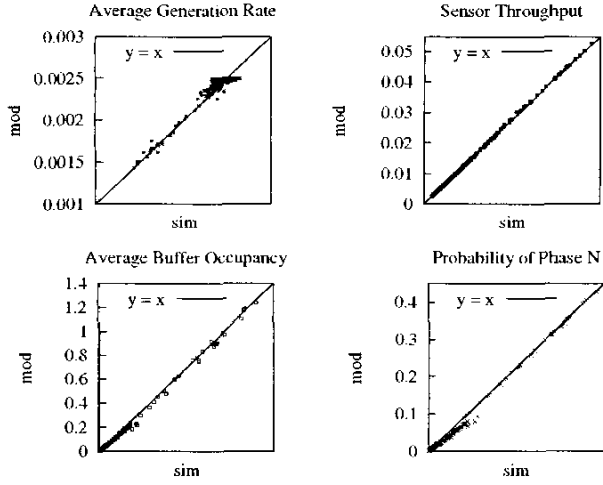 Average Generation Rate
0.003
y = x
0.0025
mod
0.002
0.0015
0.001
sim
Sensor Throughput
0.05
y = x
0.04
0.03
mod
0.02
0.01
0
sim
Average Buffer Occupancy
1.4
y = x
1.2
1
0.8
mod
0.6
0.4
0.2
0
sim
Probability of Phase N
0.4
y = x
0.3
mod
0.2
0.1
0
sim